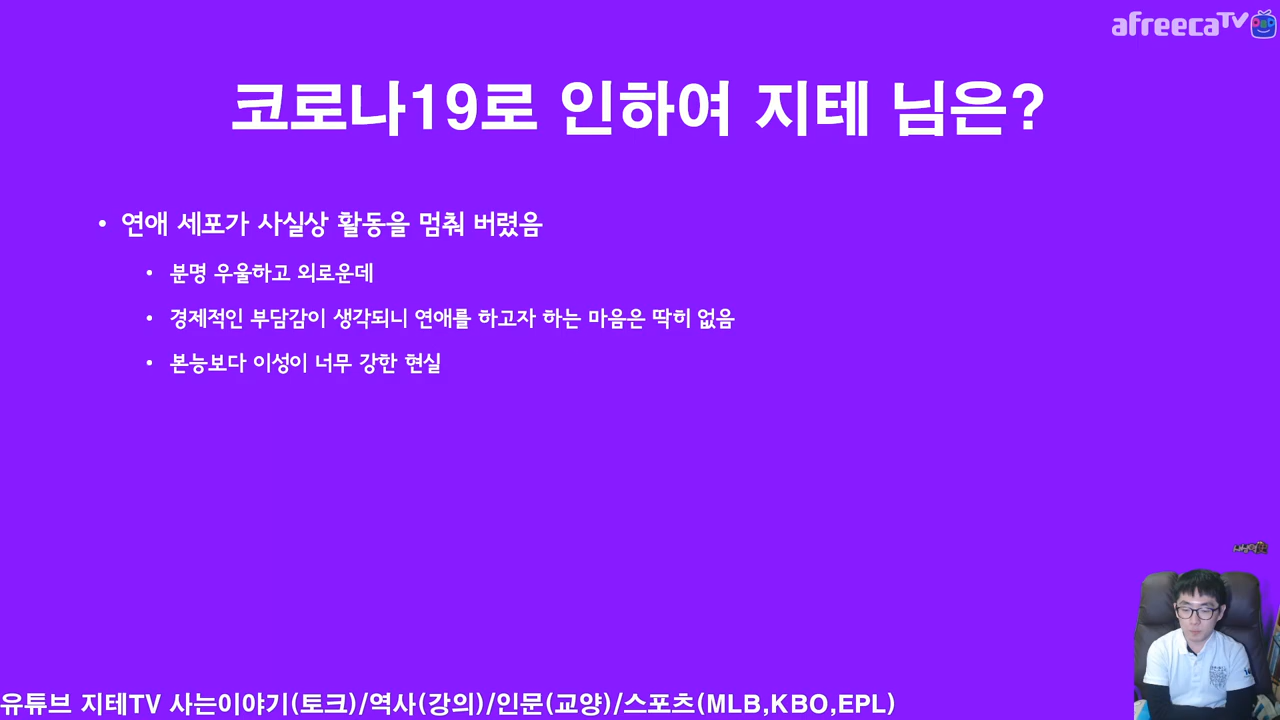 afreecaTV
코로나19로 인하여 지테 님은?
• 연애 세포가 사실상 활동을 멈춰 버렸음
• 분명 우울하고 외로운데
• 경제적인 부담감이 생각되니 연애를 하고자 하는 마음은 딱히 없음
• 본능보다 이성이 너무 강한 현실
유튜브 지테TV 사는이야기(토크)/역사(강의)/인문(교양)/스포츠(MLB,KBO,EPL)